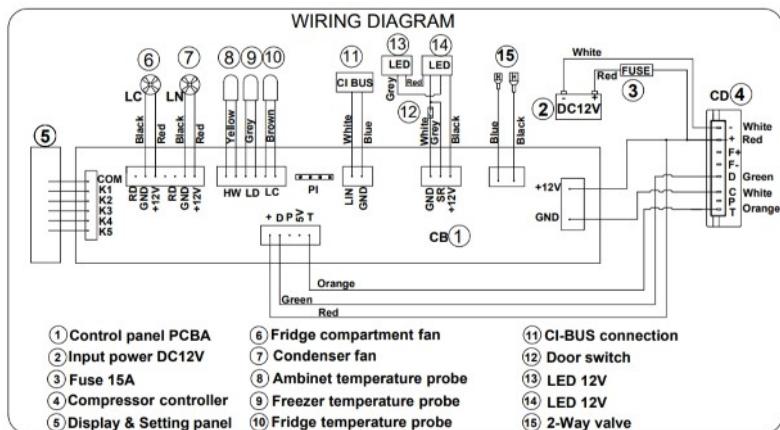 WIRING DIAGRAM
⑥ ⑦ ⑧ ⑨ ⑩ ⑪ ⑬ ⑭ ⑮
LED LED
CI BUS
LC LN
Grey Red
White
Red FUSE
③
② DC12V
- +
CD ④
⑤
Black Red Black Red
Yellow Grey Brown
White Blue
⑫
White Grey Black
Blue Black
- White
+ Red
F+
F-
D Green
C White
P
T Orange
COM
K1
K2
K3
K4
K5
RD GND +12V RD GND +12V
HW LD LC
PI
LIN GND
GND SR +12V
+12V
GND
+ D P 5V T
CB ①
Orange
Green
Red
① Control panel PCBA
② Input power DC12V
③ Fuse 15A
④ Compressor controller
⑤ Display & Setting panel
⑥ Fridge compartment fan
⑦ Condenser fan
⑧ Ambinet temperature probe
⑨ Freezer temperature probe
⑩ Fridge temperature probe
⑪ CI-BUS connection
⑫ Door switch
⑬ LED 12V
⑭ LED 12V
⑮ 2-Way valve